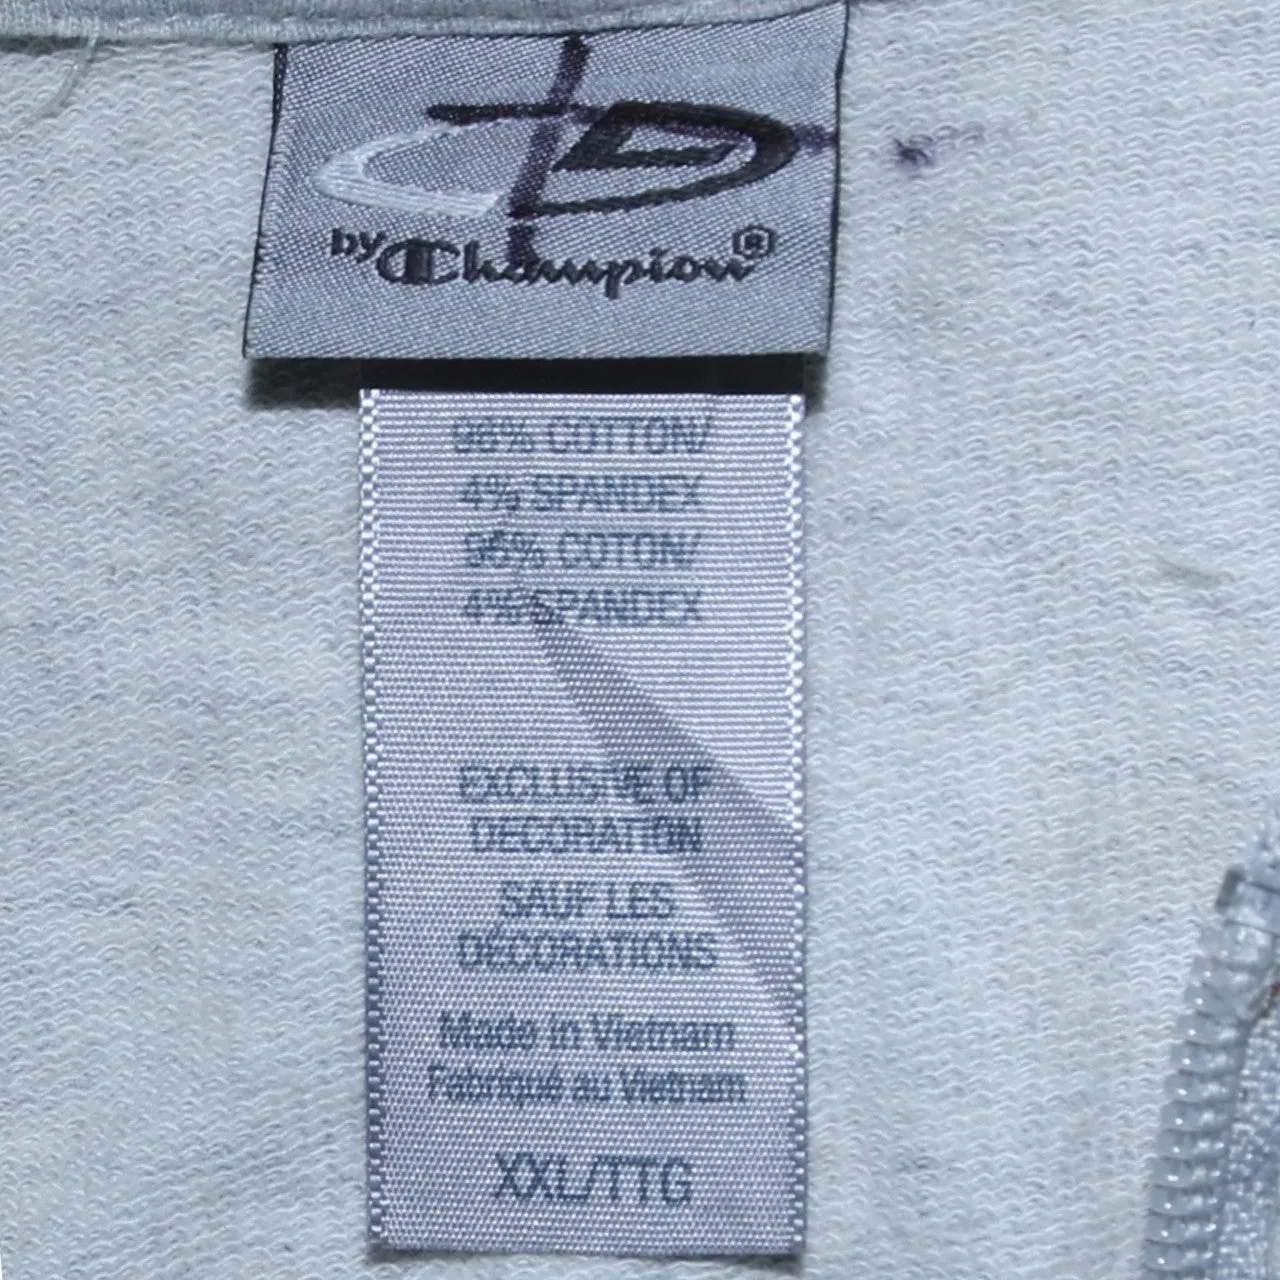 by Champion®
96% COTTON/
4% SPANDEX
96% COTON/
4% SPANDEX
EXCLUSIVE OF
DECORATION
SAUF LES
DÉCORATIONS
Made in Vietnam
Fabriqué au Vietnam
XXL/TTG